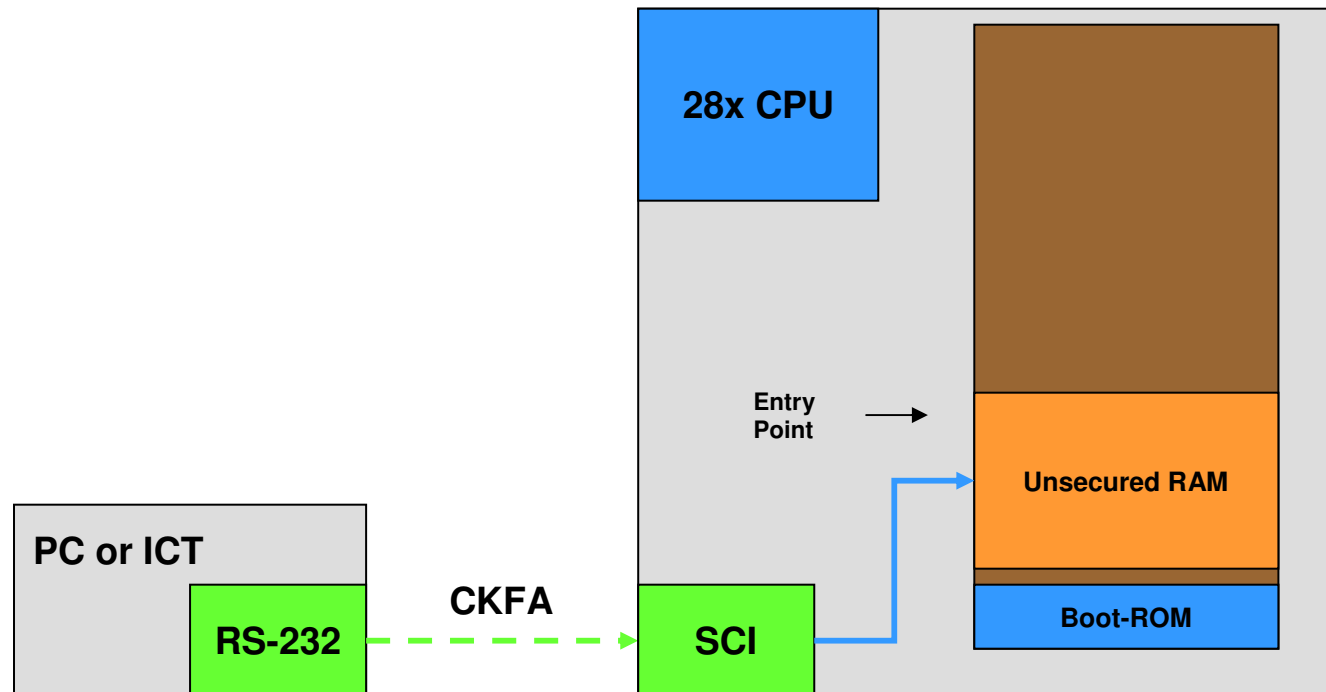 28x CPU
Entry
Point
Unsecured RAM
PC or ICT
CKFA
Boot-ROM
RS-232
SCI